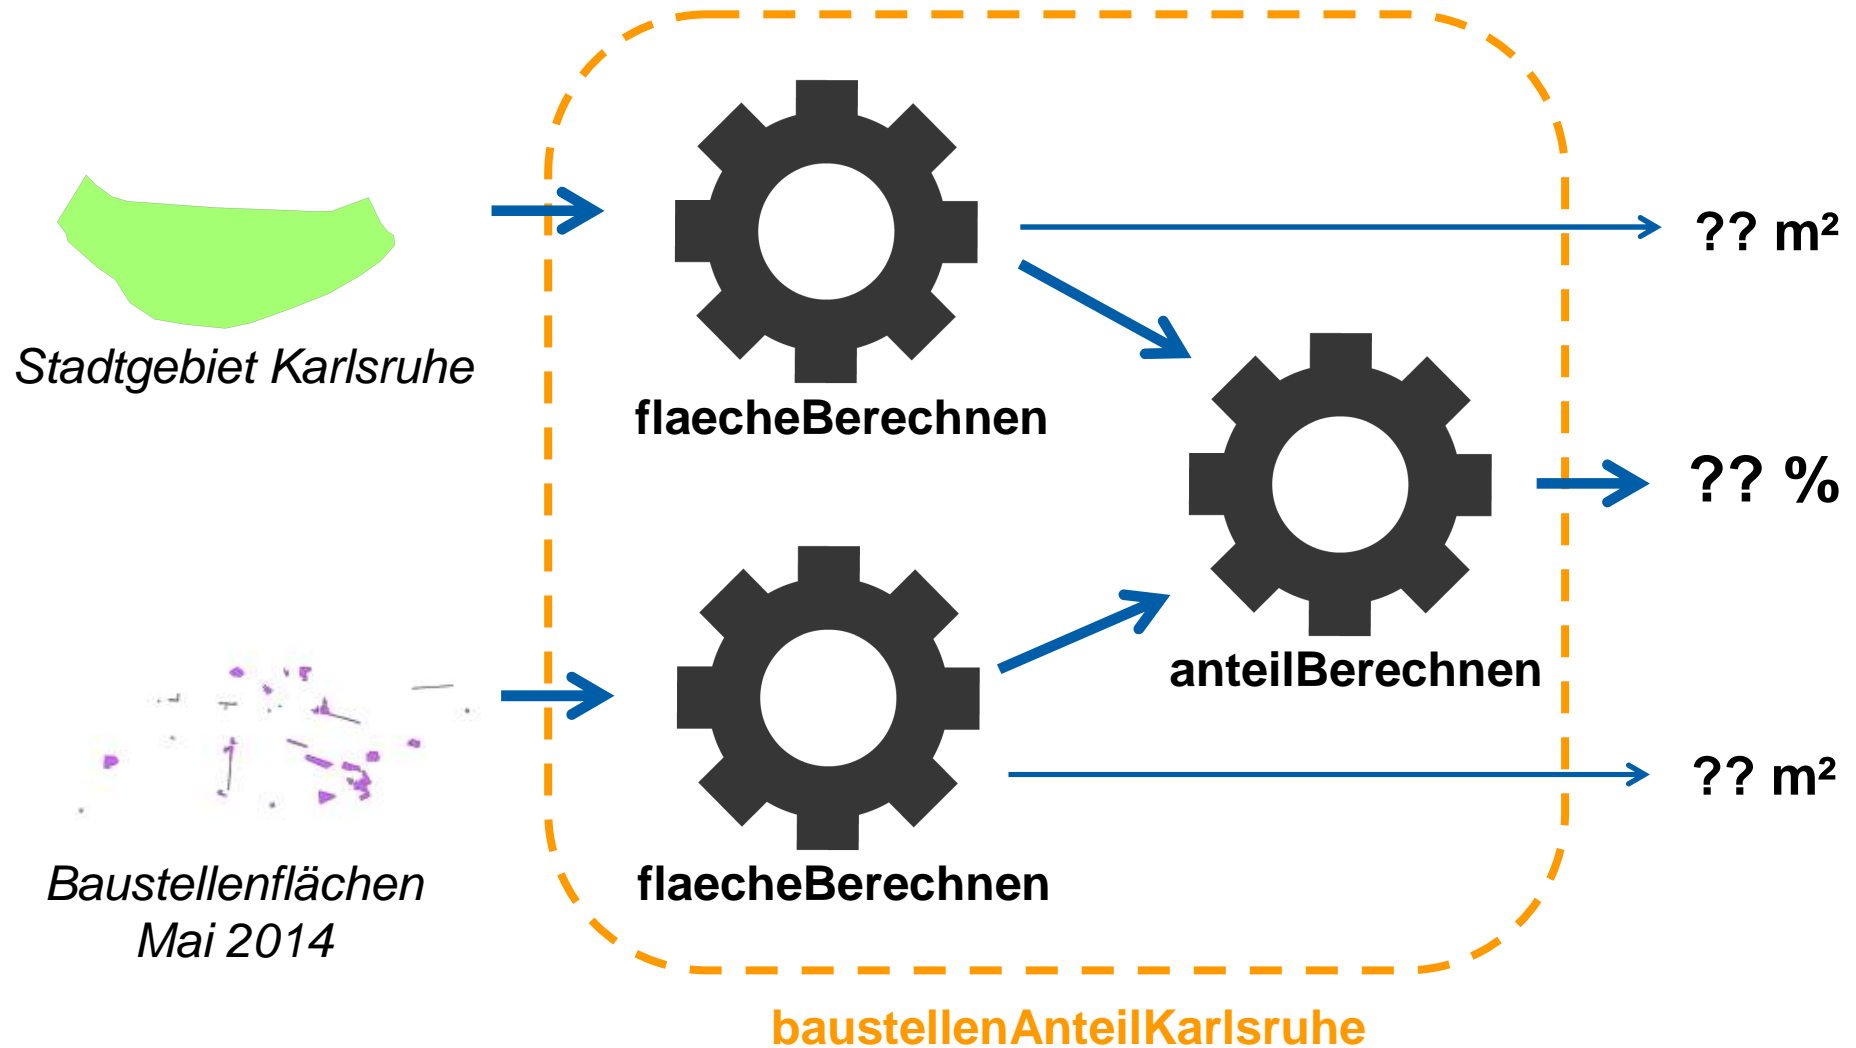 Stadtgebiet Karlsruhe
flaecheBerechnen
?? m²
anteilBerechnen
?? %
Baustellenflächen
Mai 2014
flaecheBerechnen
?? m²
baustellenAnteilKarlsruhe